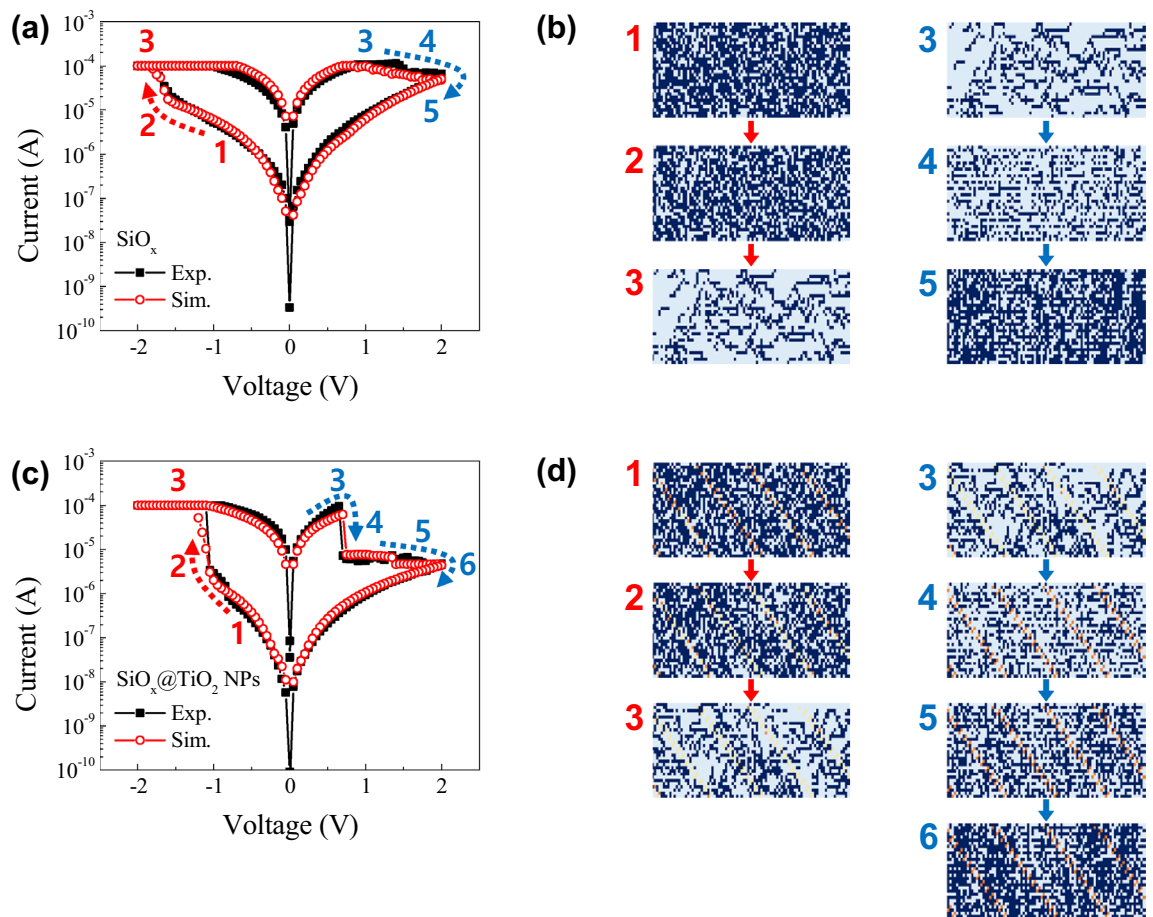 (a)
10⁻³
10⁻⁴
10⁻⁵
10⁻⁶
10⁻⁷
10⁻⁸
10⁻⁹
10⁻¹⁰
Current (A)
3
2
1
3
4
5
SiOₓ
Exp.
Sim.
-2 -1 0 1 2
Voltage (V)
(b)
1
2
3
3
4
5
(c)
10⁻³
10⁻⁴
10⁻⁵
10⁻⁶
10⁻⁷
10⁻⁸
10⁻⁹
10⁻¹⁰
Current (A)
3
2
1
3
4
5
6
SiOₓ@TiO₂ NPs
Exp.
Sim.
-2 -1 0 1 2
Voltage (V)
(d)
1
2
3
3
4
5
6